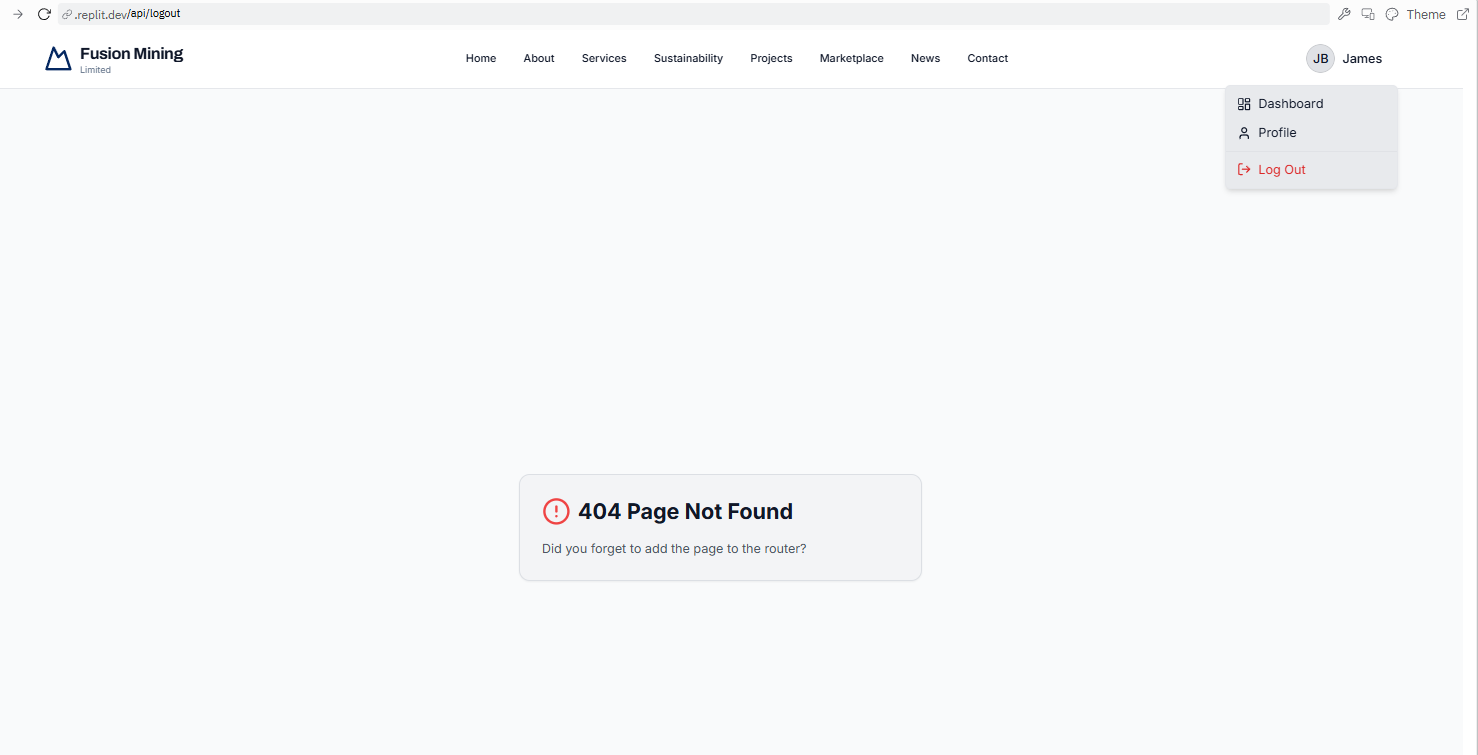 .replit.dev/api/logout
Theme
Fusion Mining
Limited
Home About Services Sustainability Projects Marketplace News Contact
JB James
Dashboard
Profile
Log Out
404 Page Not Found
Did you forget to add the page to the router?